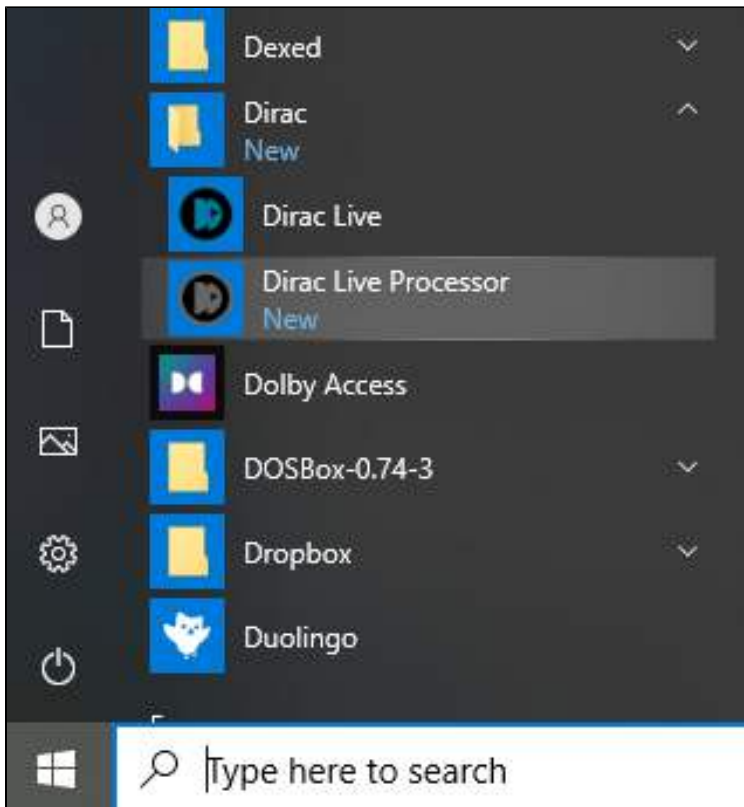 Dexed
Dirac
New
Dirac Live
Dirac Live Processor
New
Dolby Access
DOSBox-0.74-3
Dropbox
Duolingo
Type here to search